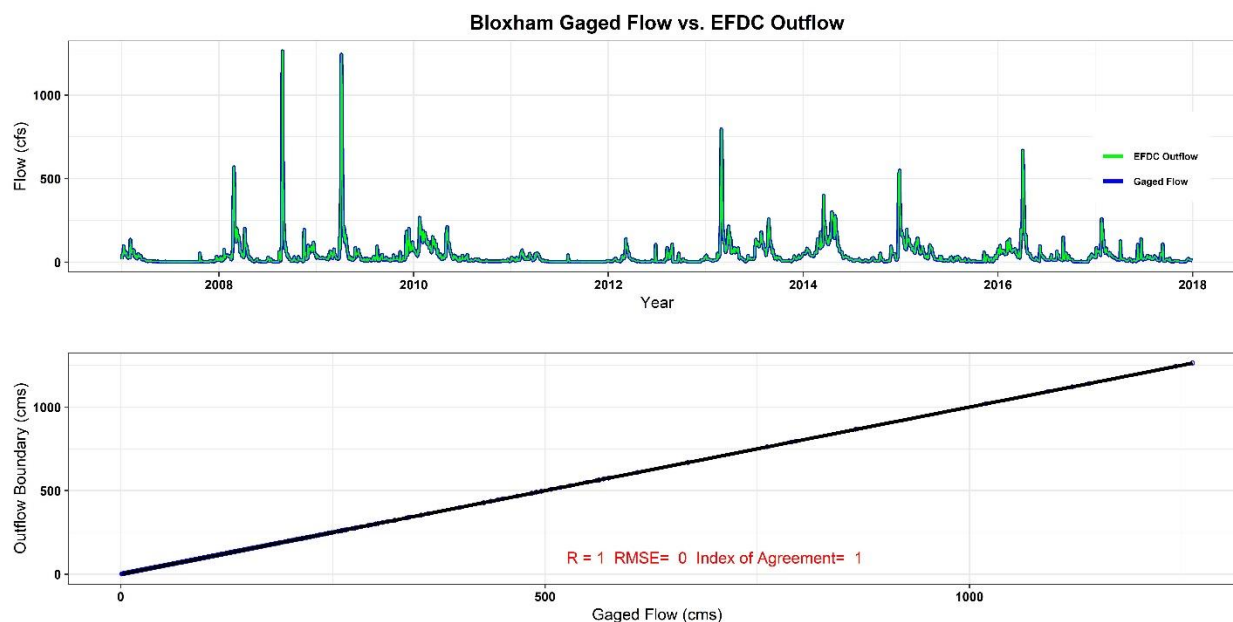 Bloxham Gaged Flow vs. EFDC Outflow
Flow (cfs)
1000
500
0
EFDC Outflow
Gaged Flow
2008 2010 2012 2014 2016 2018
Year
Outflow Boundary (cms)
1000
500
0
R = 1 RMSE= 0 Index of Agreement= 1
0 500 1000
Gaged Flow (cms)